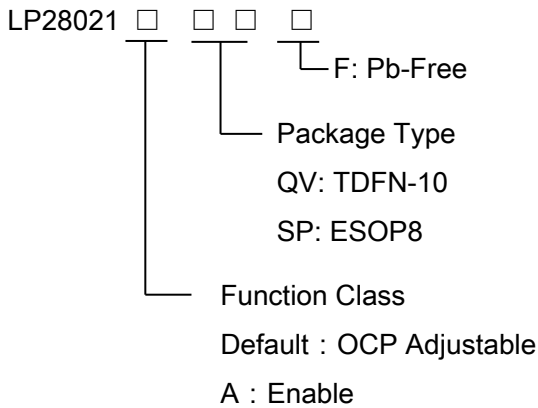 LP28021 □ □ □ □
F: Pb-Free
Package Type
QV: TDFN-10
SP: ESOP8
Function Class
Default：OCP Adjustable
A：Enable